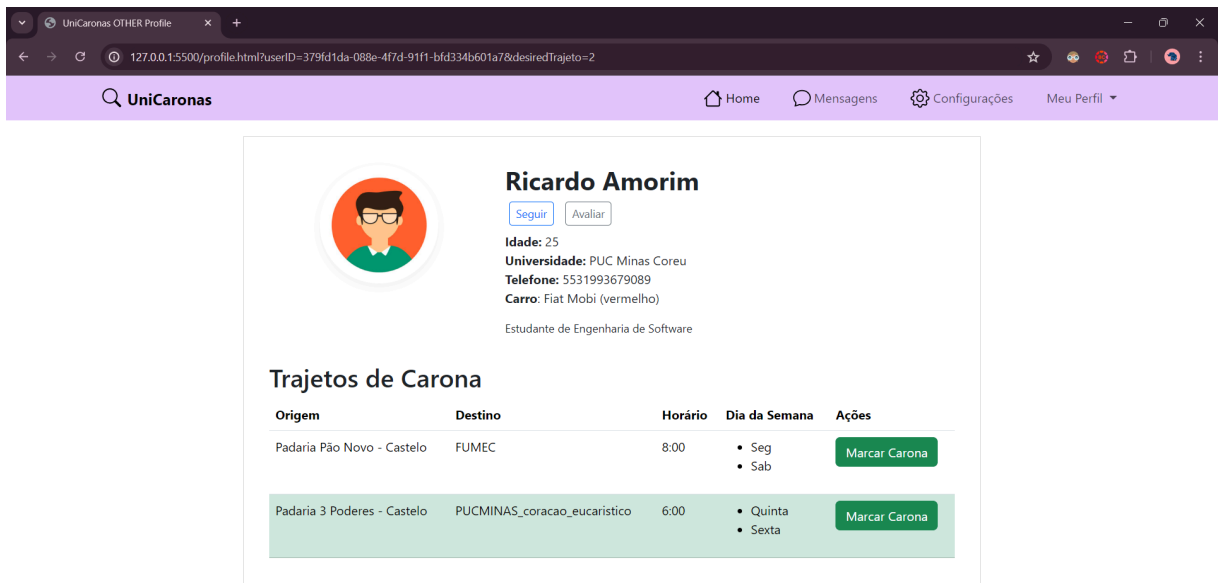 UniCaronas OTHER Profile
127.0.0.1:5500/profile.html?userID=379fd1da-088e-4f7d-91f1-bfd334b601a7&desiredTrajeto=2
UniCaronas Home Mensagens Configurações Meu Perfil
Ricardo Amorim
Seguir Avaliar
Idade: 25
Universidade: PUC Minas Coreu
Telefone: 5531993679089
Carro: Fiat Mobi (vermelho)
Estudante de Engenharia de Software
Trajetos de Carona
Origem Destino Horário Dia da Semana Ações
Padaria Pão Novo - Castelo FUMEC 8:00 • Seg Marcar Carona
• Sab
Padaria 3 Poderes - Castelo PUCMINAS_coracao_eucaristico 6:00 • Quinta Marcar Carona
• Sexta